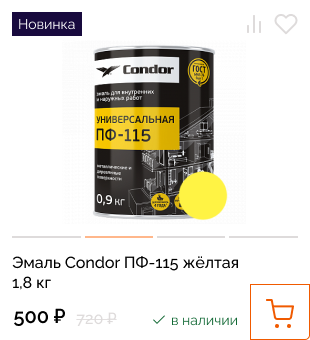 Новинка
Condor
ГОСТ
эмаль для внутренних
и наружных работ
УНИВЕРСАЛЬНАЯ
ПФ-115
металлические и
деревянные
поверхности
0,9 кг
Эмаль Condor ПФ-115 жёлтая
1,8 кг
500 ₽ 720 ₽ в наличии